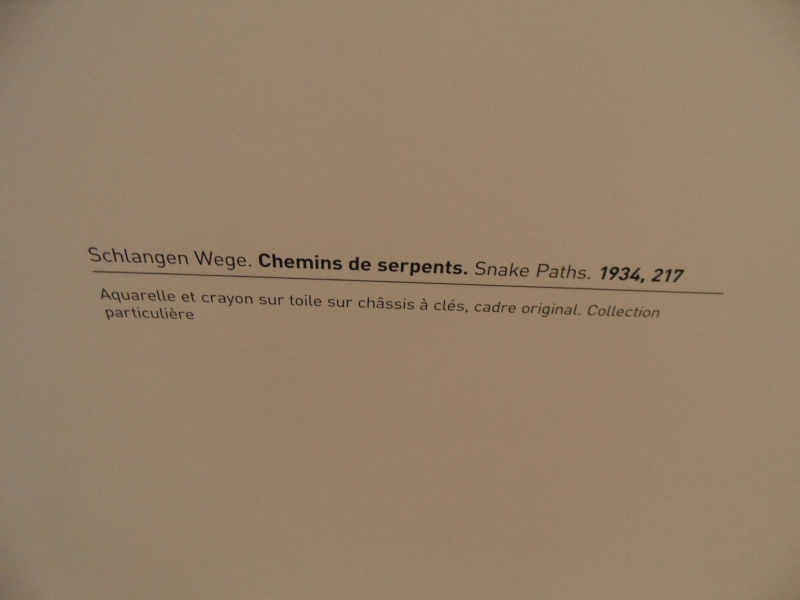 Schlangen Wege. Chemins de serpents. Snake Paths. 1934, 217
Aquarelle et crayon sur toile sur châssis à clés, cadre original. Collection
particulière